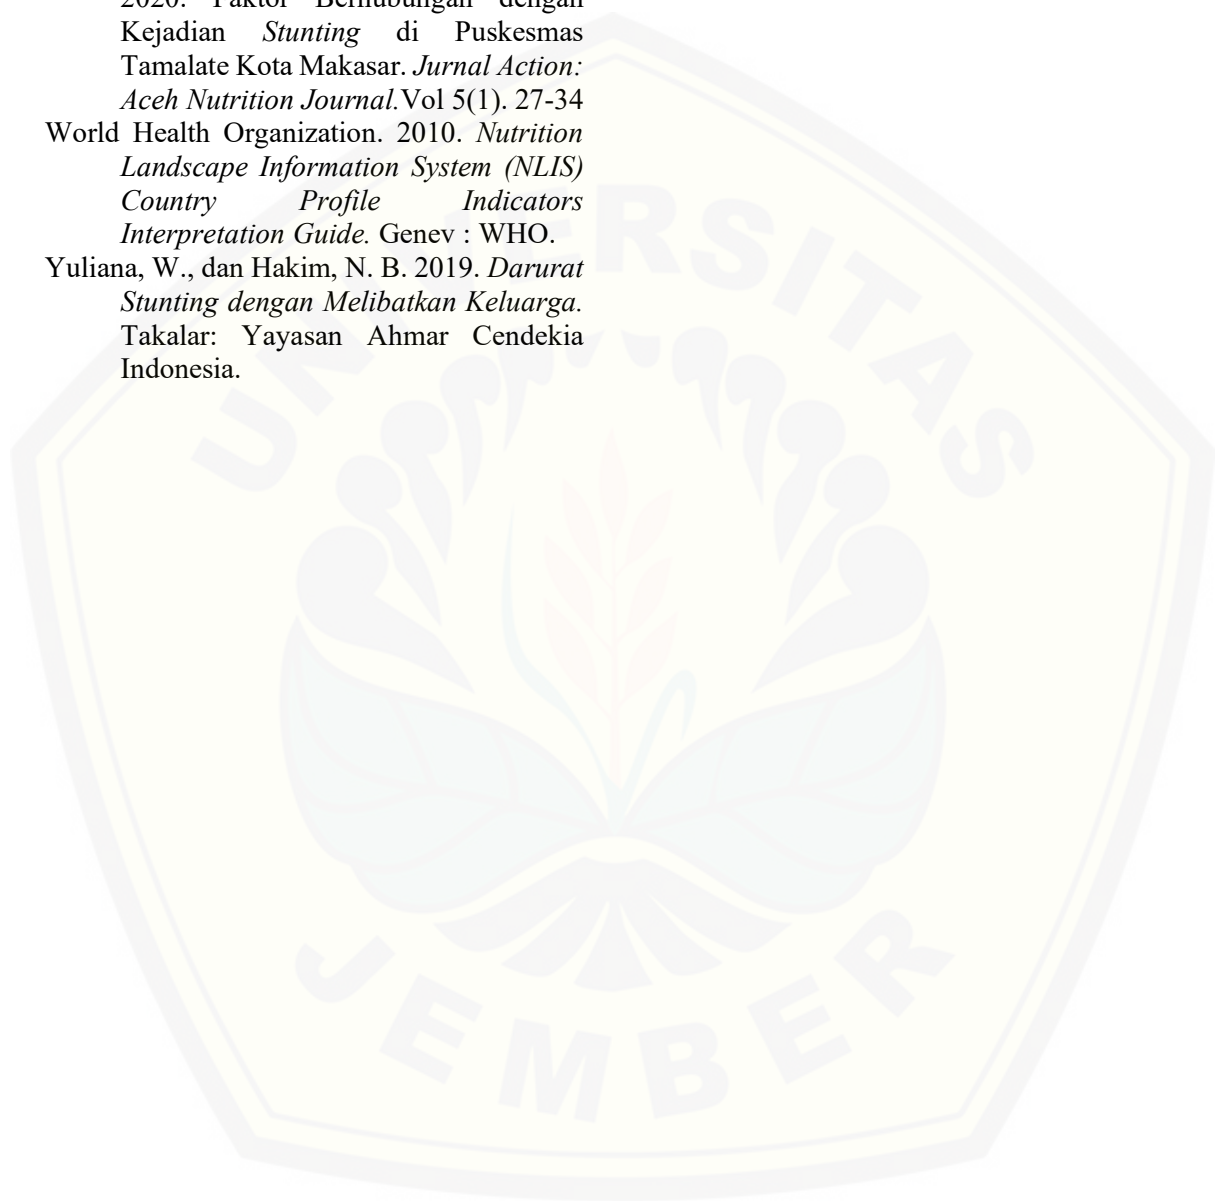 2020. Faktor Berhubungan dengan
Kejadian Stunting di Puskesmas
Tamalate Kota Makasar. Jurnal Action:
Aceh Nutrition Journal.Vol 5(1). 27-34
World Health Organization. 2010. Nutrition
Landscape Information System (NLIS)
Country Profile Indicators
Interpretation Guide. Genev : WHO.
Yuliana, W., dan Hakim, N. B. 2019. Darurat
Stunting dengan Melibatkan Keluarga.
Takalar: Yayasan Ahmar Cendekia
Indonesia.
UNIVERSITAS
JEMBER